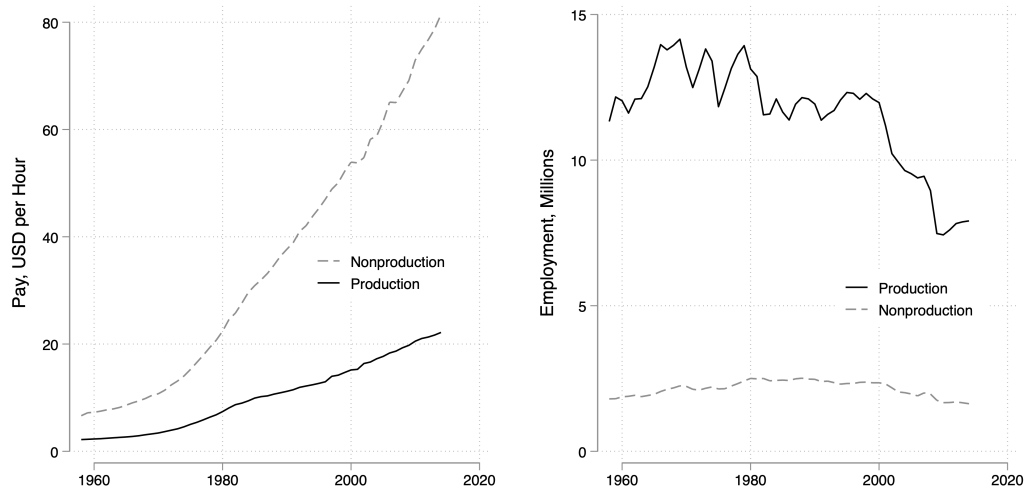 Pay, USD per Hour
80
60
40
20
0
Nonproduction
Production
1960
1980
2000
2020
Employment, Millions
15
10
5
0
Production
Nonproduction
1960
1980
2000
2020